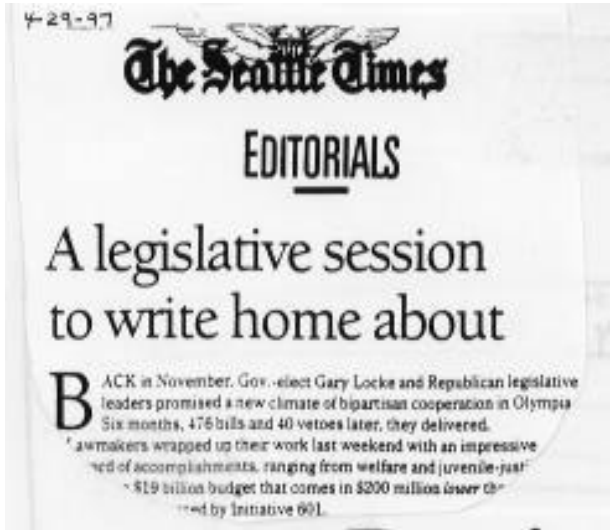 4-29-97
The Seattle Times
EDITORIALS
A legislative session
to write home about
BACK in November, Gov.-elect Gary Locke and Republican legislative
leaders promised a new climate of bipartisan cooperation in Olympia
Six months, 476 bills and 40 vetoes later, they delivered.
awmakers wrapped up their work last weekend with an impressive
of accomplishments, ranging from welfare and juvenile-just
$19 billion budget that comes in $200 million lower
by Initiative 601.